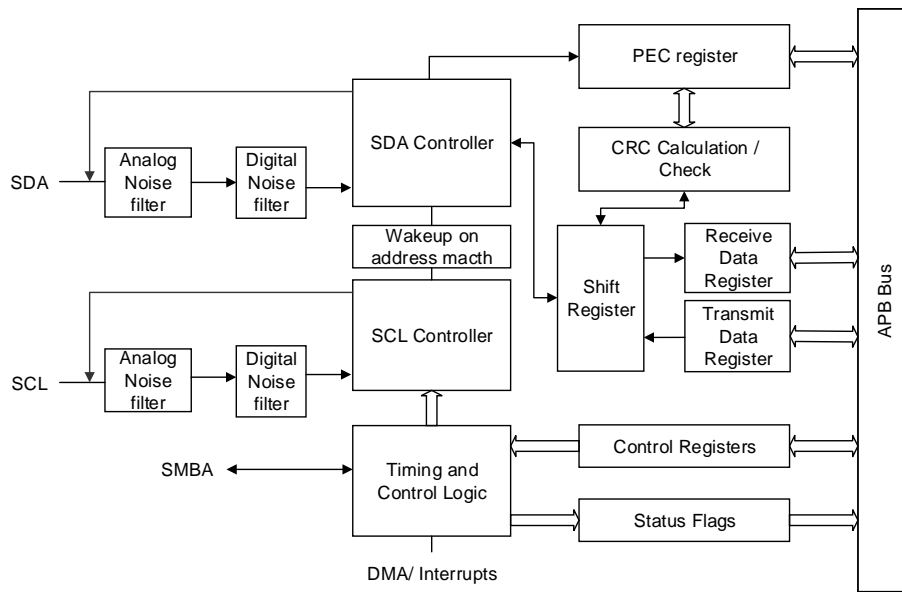 PEC register
SDA Controller
CRC Calculation /
Check
SDA
Analog
Noise
filter
Digital
Noise
filter
Wakeup on
address macth
Shift
Register
Receive
Data
Register
Transmit
Data
Register
APB Bus
SCL Controller
SCL
Analog
Noise
filter
Digital
Noise
filter
SMBA
Timing and
Control Logic
Control Registers
Status Flags
DMA/ Interrupts